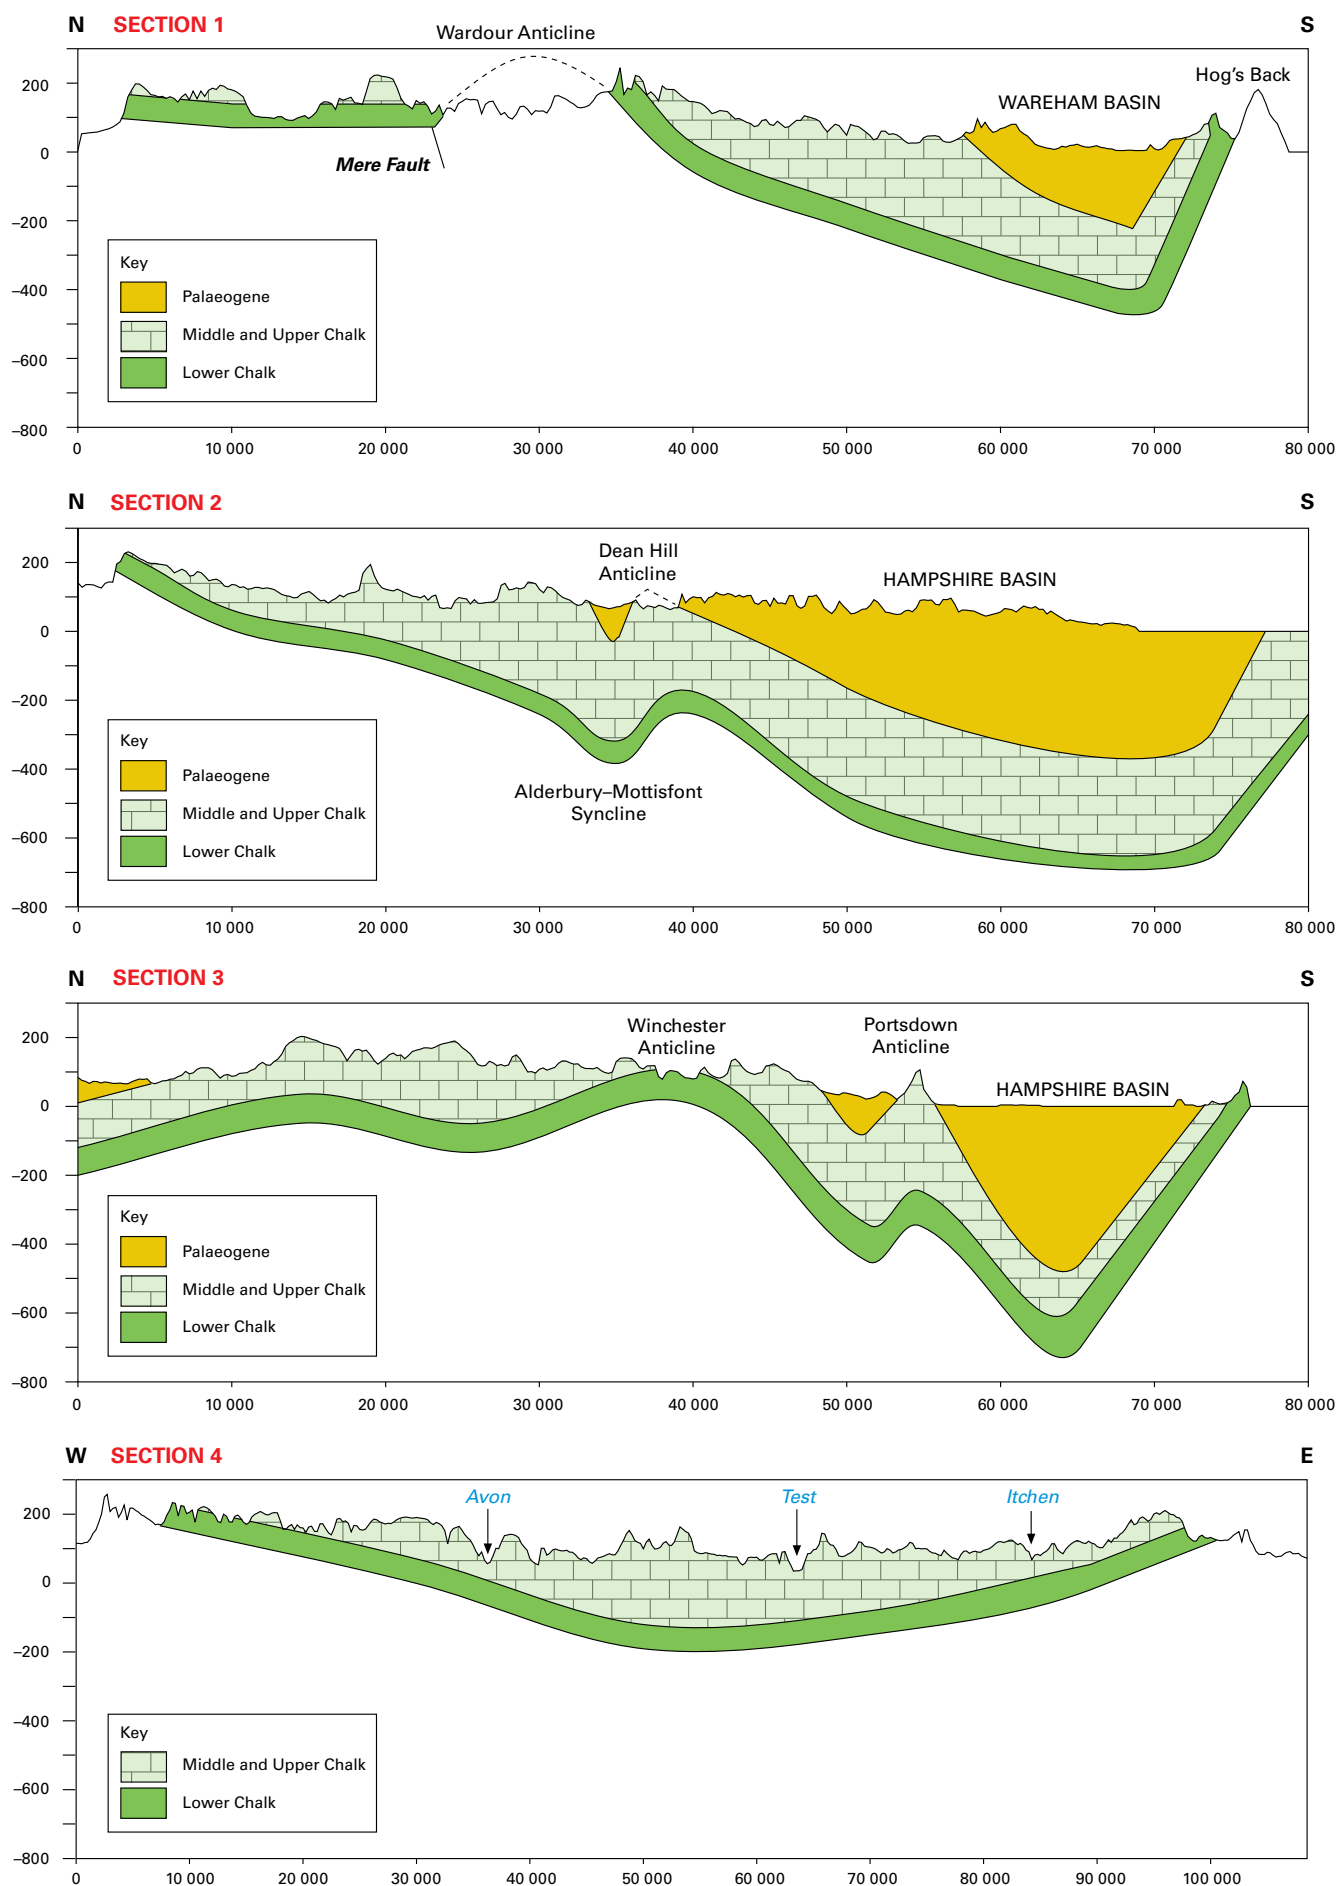 N SECTION 1 S
Wardour Anticline
Hog's Back
WAREHAM BASIN
Mere Fault
200
0
–200
–400
–600
–800
Key
Palaeogene
Middle and Upper Chalk
Lower Chalk
0 10 000 20 000 30 000 40 000 50 000 60 000 70 000 80 000
N SECTION 2 S
Dean Hill
Anticline
HAMPSHIRE BASIN
Alderbury–Mottisfont
Syncline
200
0
–200
–400
–600
–800
Key
Palaeogene
Middle and Upper Chalk
Lower Chalk
0 10 000 20 000 30 000 40 000 50 000 60 000 70 000 80 000
N SECTION 3 S
Winchester
Anticline
Portsdown
Anticline
HAMPSHIRE BASIN
200
0
–200
–400
–600
–800
Key
Palaeogene
Middle and Upper Chalk
Lower Chalk
0 10 000 20 000 30 000 40 000 50 000 60 000 70 000 80 000
W SECTION 4 E
Avon Test Itchen
200
0
–200
–400
–600
–800
Key
Middle and Upper Chalk
Lower Chalk
0 10 000 20 000 30 000 40 000 50 000 60 000 70 000 80 000 90 000 100 000